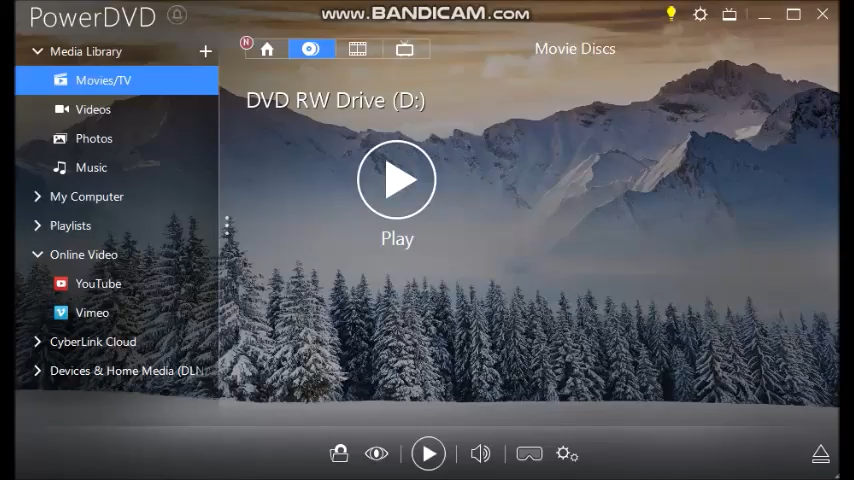 PowerDVD
www.BANDICAM.com
Media Library
N
Movie Discs
Movies/TV
DVD RW Drive (D:)
Videos
Photos
Music
My Computer
Play
Playlists
Online Video
YouTube
Vimeo
CyberLink Cloud
Devices & Home Media (DLN